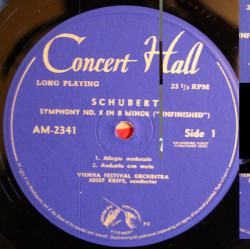 Concert Hall
LONG PLAYING 33 1/3 RPM
SCHUBERT
SYMPHONY NO. 8 IN B MINOR ("UNFINISHED")
AM-2341 Side 1
1. Allegro moderato
2. Andante con moto
VIENNA FESTIVAL ORCHESTRA
JOSEF KRIPS, conductor